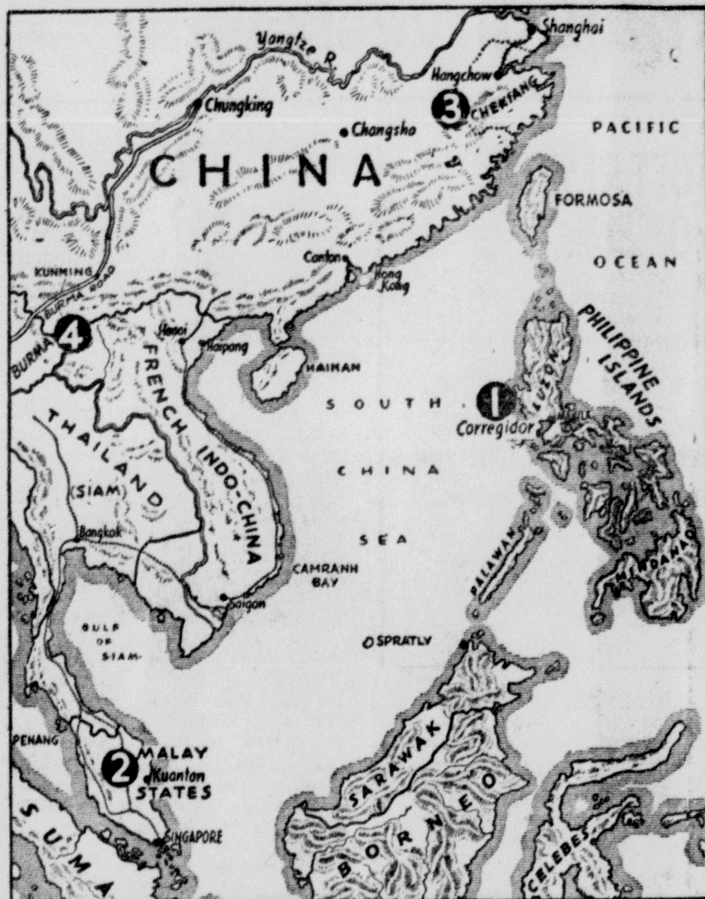 Shanghai
Yangtze R.
Hangchow
Chungking
3
CHEKIANG
Changsha
PACIFIC
CHINA
FORMOSA
Canton
Hong
Kong
OCEAN
KUNMING
BURMA ROAD
4
BURMA
Hanoi
Haipong
HAINAN
PHILIPPINE
ISLANDS
LUZON
1
Corregidor
SOUTH
CHINA
SEA
FRENCH INDO-CHINA
THAILAND
(SIAM)
Bangkok
CAMRANH
BAY
Saigon
PALAWAN
MINDANAO
GULF
OF
SIAM
SPRATLY
PENANG
2
MALAY
Kuantan
STATES
SINGAPORE
SARAWAK
BORNEO
CELEBES
SUMA